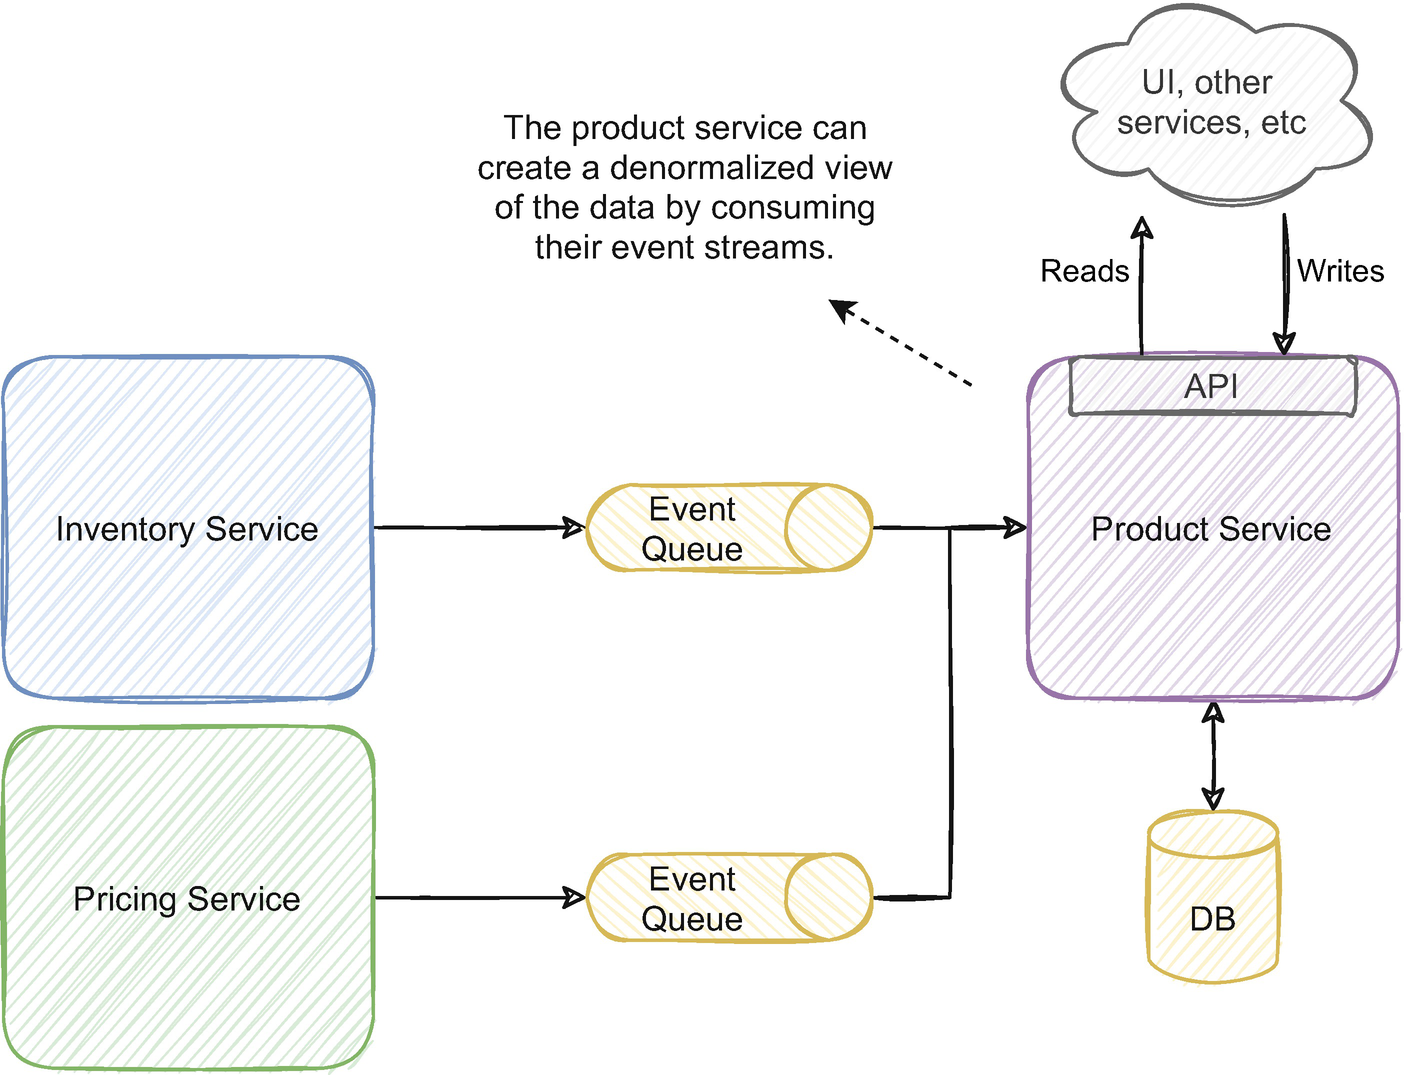 UI, other
services, etc
The product service can
create a denormalized view
of the data by consuming
their event streams.
Reads
Writes
API
Inventory Service
Event
Queue
Product Service
Pricing Service
Event
Queue
DB